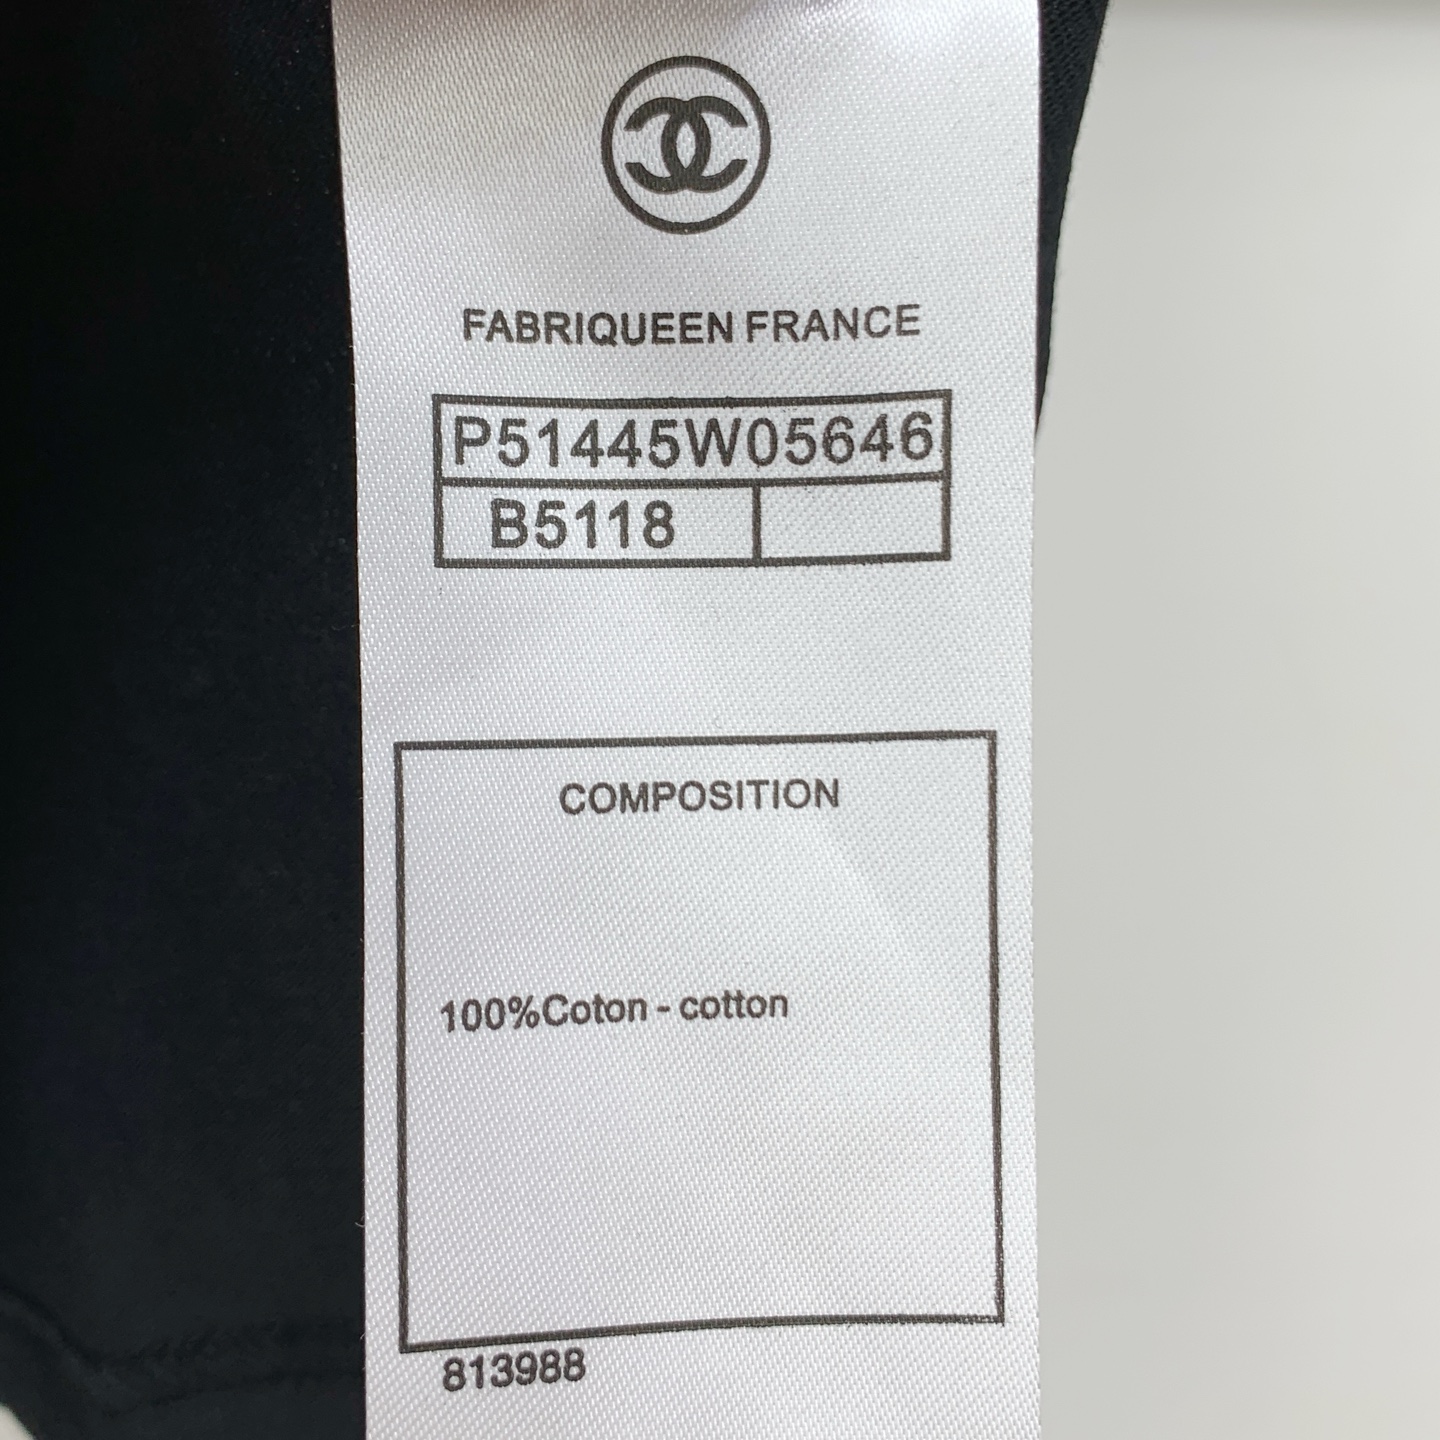 FABRIQUEEN FRANCE
P51445W05646
B5118
COMPOSITION
100%Coton - cotton
813988